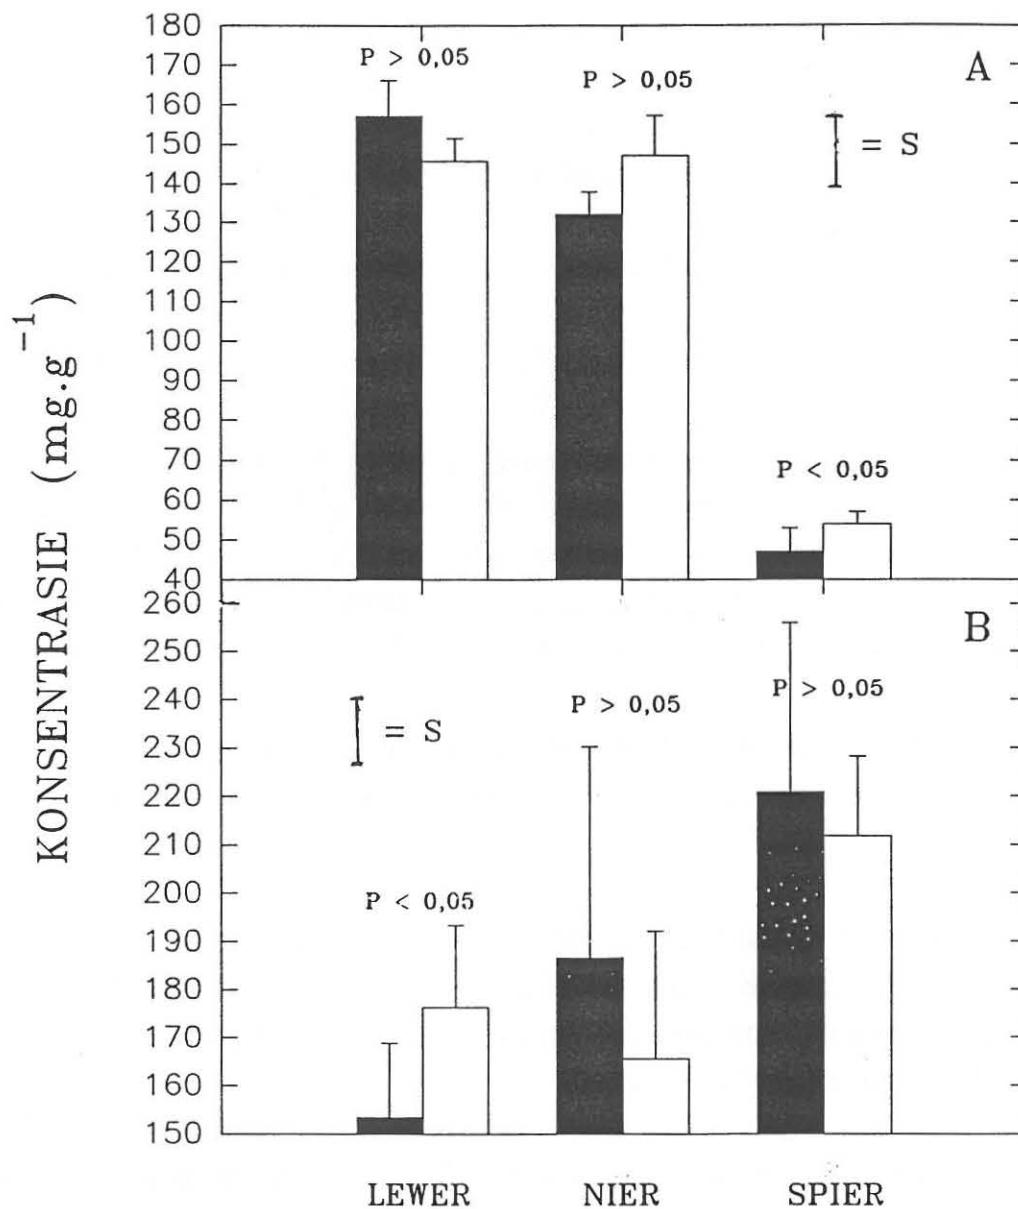 KONSENTRASIE (mg.g⁻¹)
180
170
160
150
140
130
120
110
100
90
80
70
60
50
40
P > 0,05
P > 0,05
A
= S
P < 0,05
260
250
240
230
220
210
200
190
180
170
160
150
B
P > 0,05
P > 0,05
= S
P < 0,05
LEWER NIER SPIER